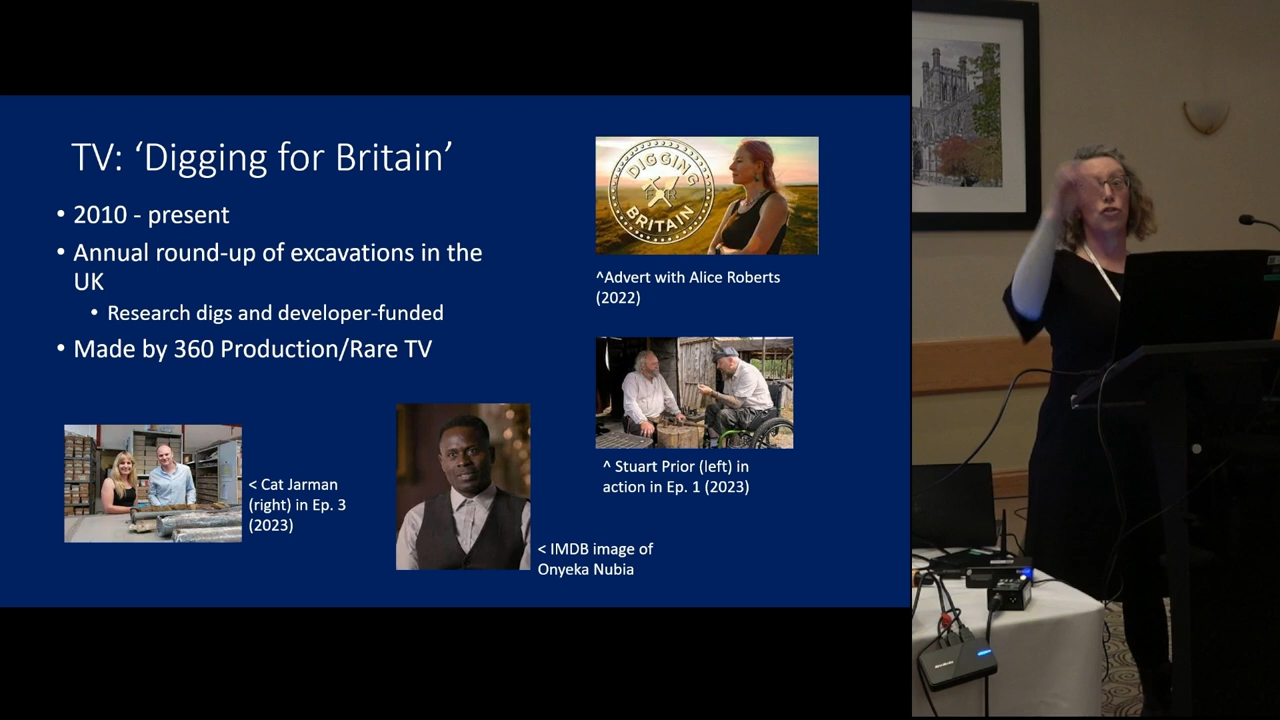 TV: ‘Digging for Britain’
• 2010 - present
• Annual round-up of excavations in the
UK
• Research digs and developer-funded
• Made by 360 Production/Rare TV
DIGGING
FOR
BRITAIN
^Advert with Alice Roberts
(2022)
^ Stuart Prior (left) in
action in Ep. 1 (2023)
< Cat Jarman
(right) in Ep. 3
(2023)
< IMDB image of
Onyeka Nubia